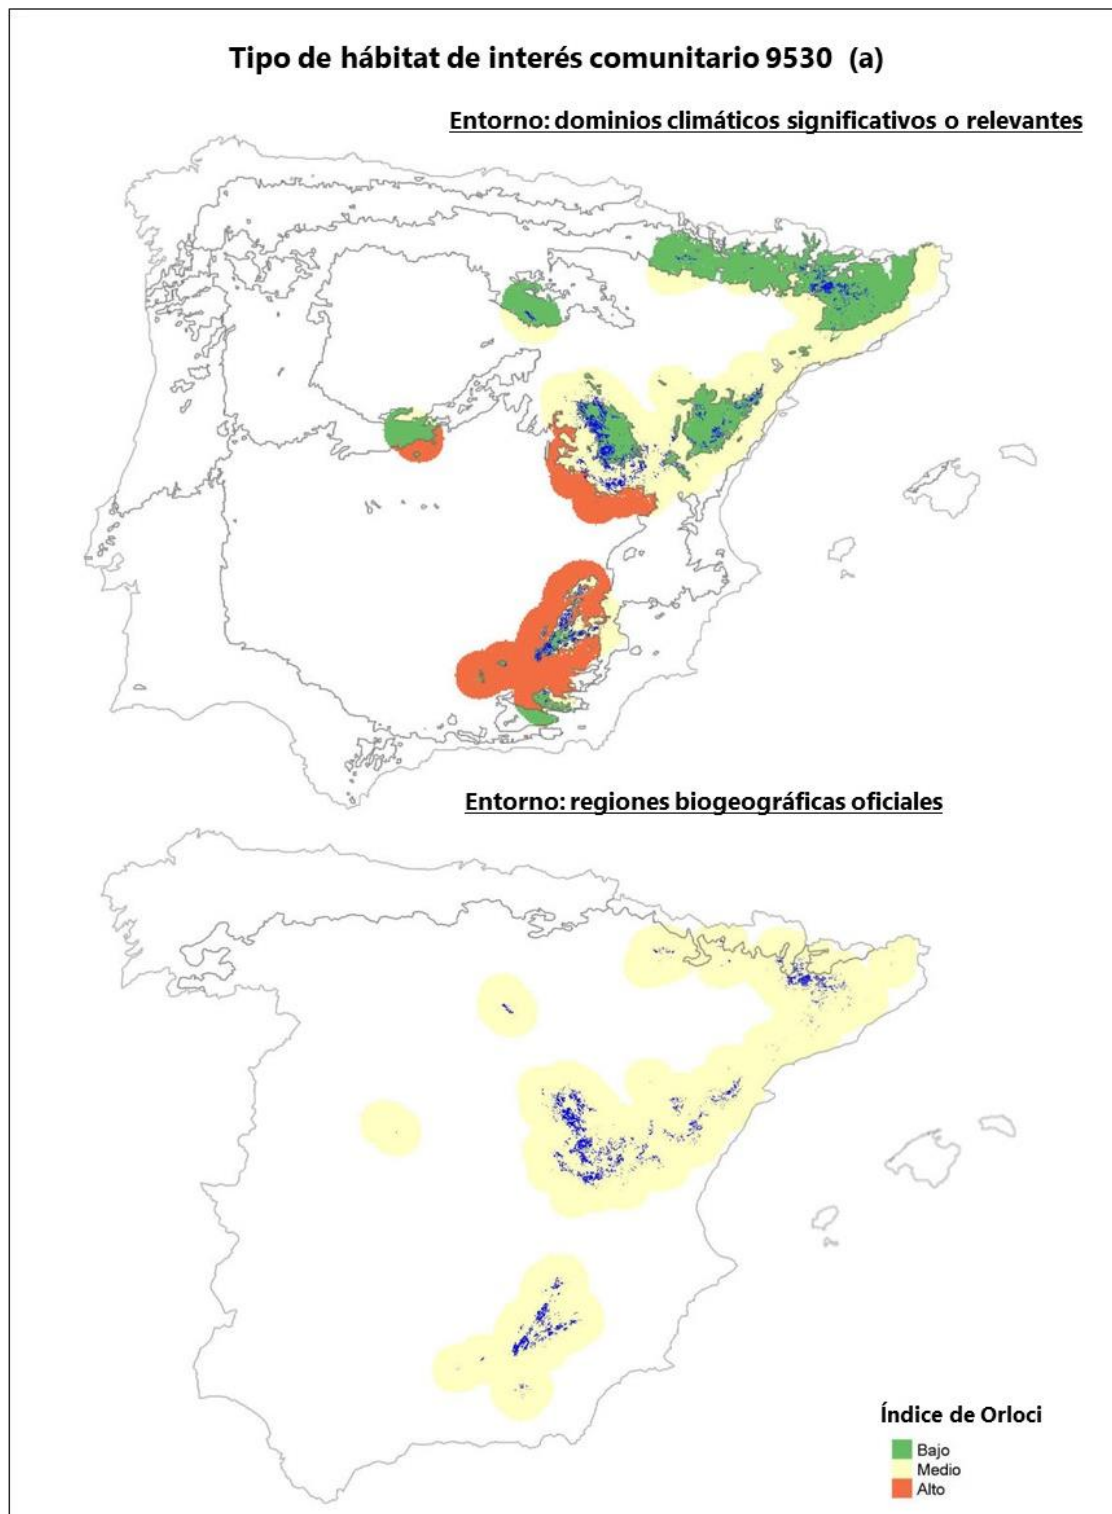 Tipo de hábitat de interés comunitario 9530 (a)
Entorno: dominios climáticos significativos o relevantes
Entorno: regiones biogeográficas oficiales
Índice de Orloci
Bajo
Medio
Alto